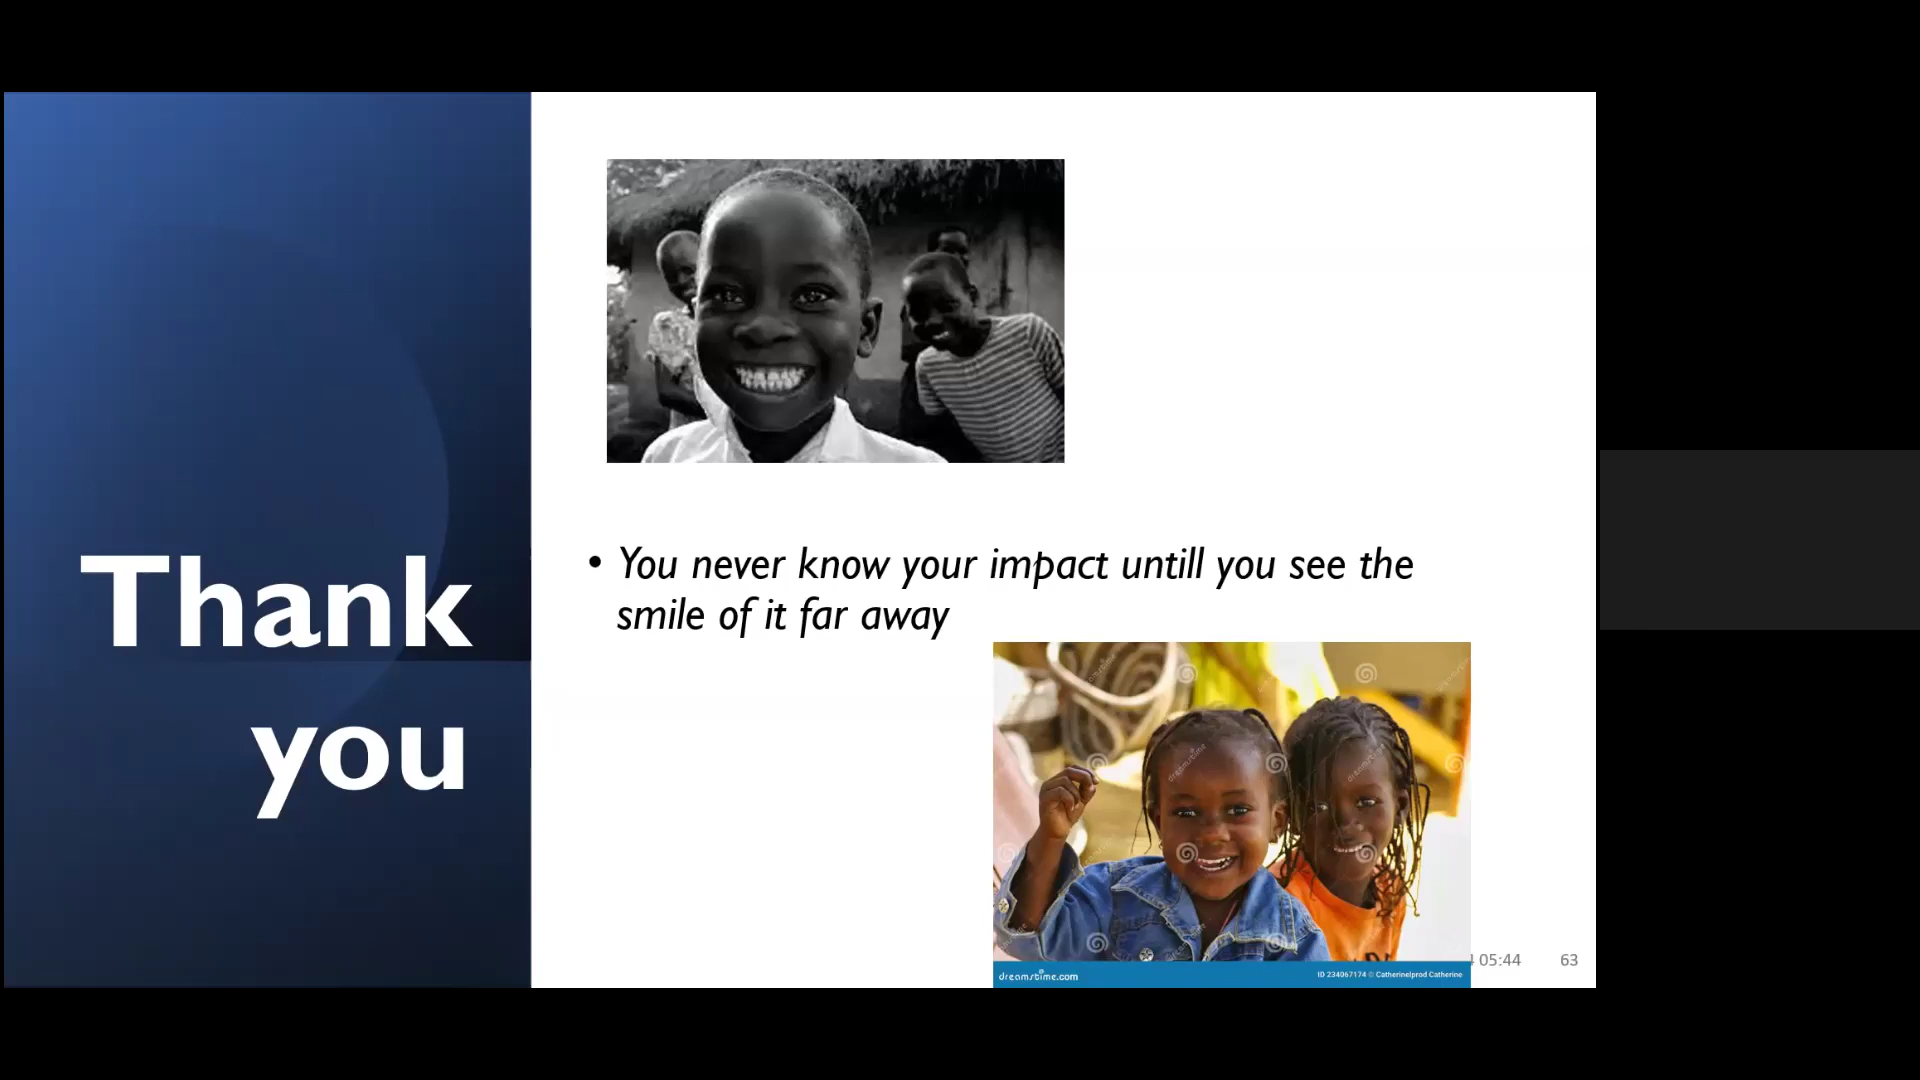 Thank
you
• You never know your impact untill you see the
smile of it far away
05:44
63
dreamstime.com
ID 234067174 © Catherinelprod Catherine